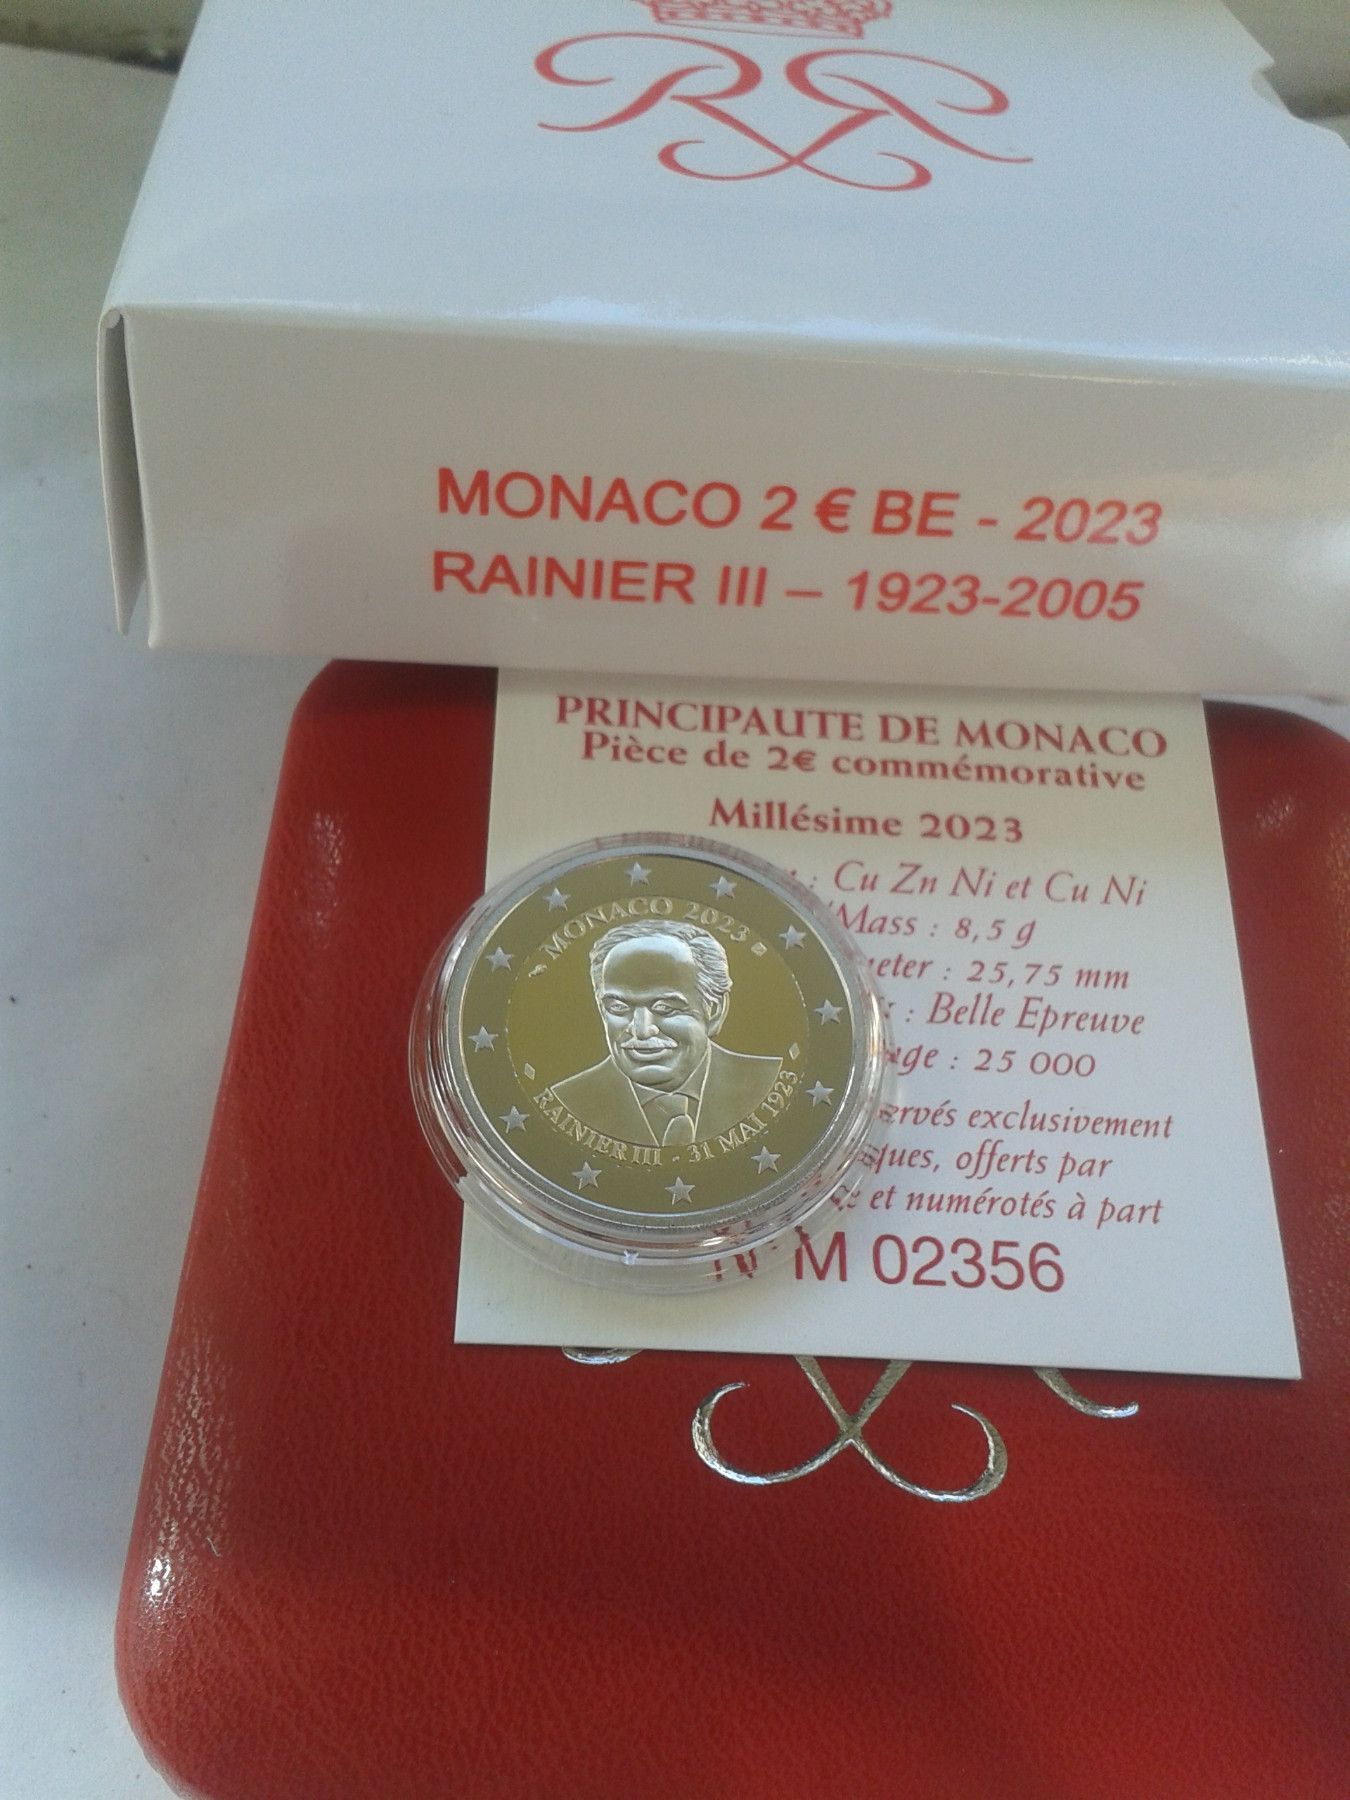 MONACO 2 € BE - 2023
RAINIER III – 1923-2005
PRINCIPAUTE DE MONACO
Pièce de 2€ commémorative
Millésime 2023
: Cu Zn Ni et Cu Ni
/Mass : 8,5 g
: 25,75 mm
: Belle Epreuve
: 25 000
exclusivement
offerts par
et numérotés à part
N° M 02356
MONACO 2023
RAINIER III - 31 MAI 1923